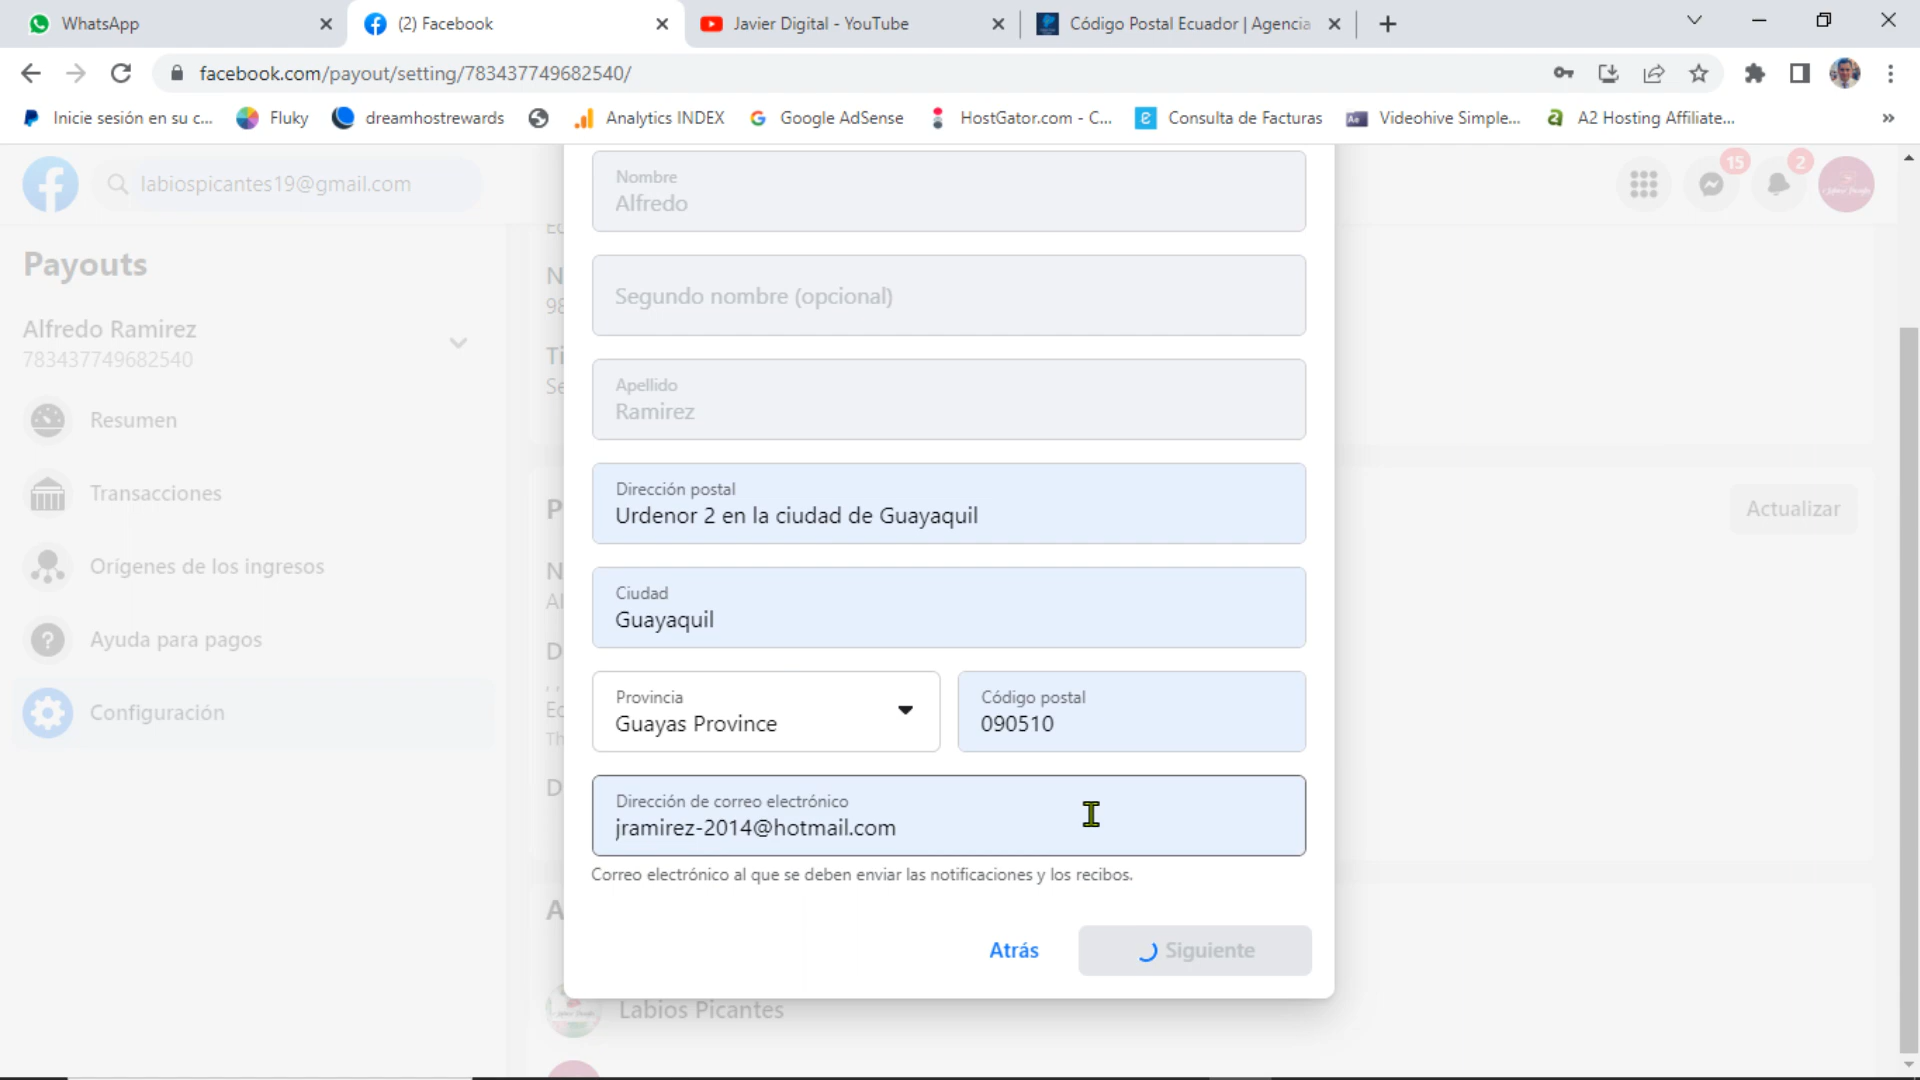 WhatsApp
(2) Facebook
Javier Digital - YouTube
Código Postal Ecuador | Agencia
facebook.com/payout/setting/783437749682540/
Inicie sesión en su c...
Fluky
dreamhostrewards
Analytics INDEX
Google AdSense
HostGator.com - C...
Consulta de Facturas
Videohive Simple...
A2 Hosting Affiliate...
»
labiospicantes19@gmail.com
15
2
Payouts
Alfredo Ramirez
783437749682540
Resumen
Transacciones
Orígenes de los ingresos
Ayuda para pagos
Configuración
Nombre
Alfredo
Segundo nombre (opcional)
Apellido
Ramirez
Dirección postal
Urdenor 2 en la ciudad de Guayaquil
Ciudad
Guayaquil
Provincia
Guayas Province
Código postal
090510
Dirección de correo electrónico
jramirez-2014@hotmail.com
Correo electrónico al que se deben enviar las notificaciones y los recibos.
Atrás
Siguiente
Actualizar
Labios Picantes